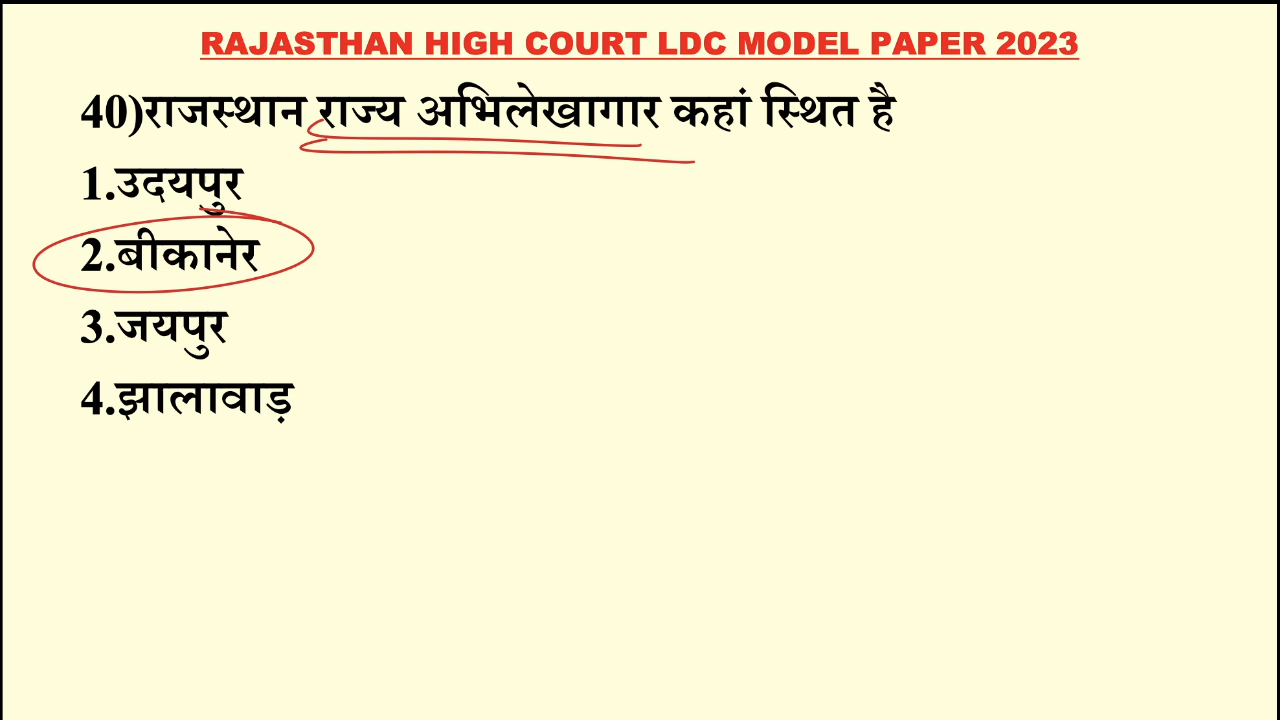 RAJASTHAN HIGH COURT LDC MODEL PAPER 2023
40)राजस्थान राज्य अभिलेखागार कहां स्थित है
1.उदयपुर
2.बीकानेर
3.जयपुर
4.झालावाड़